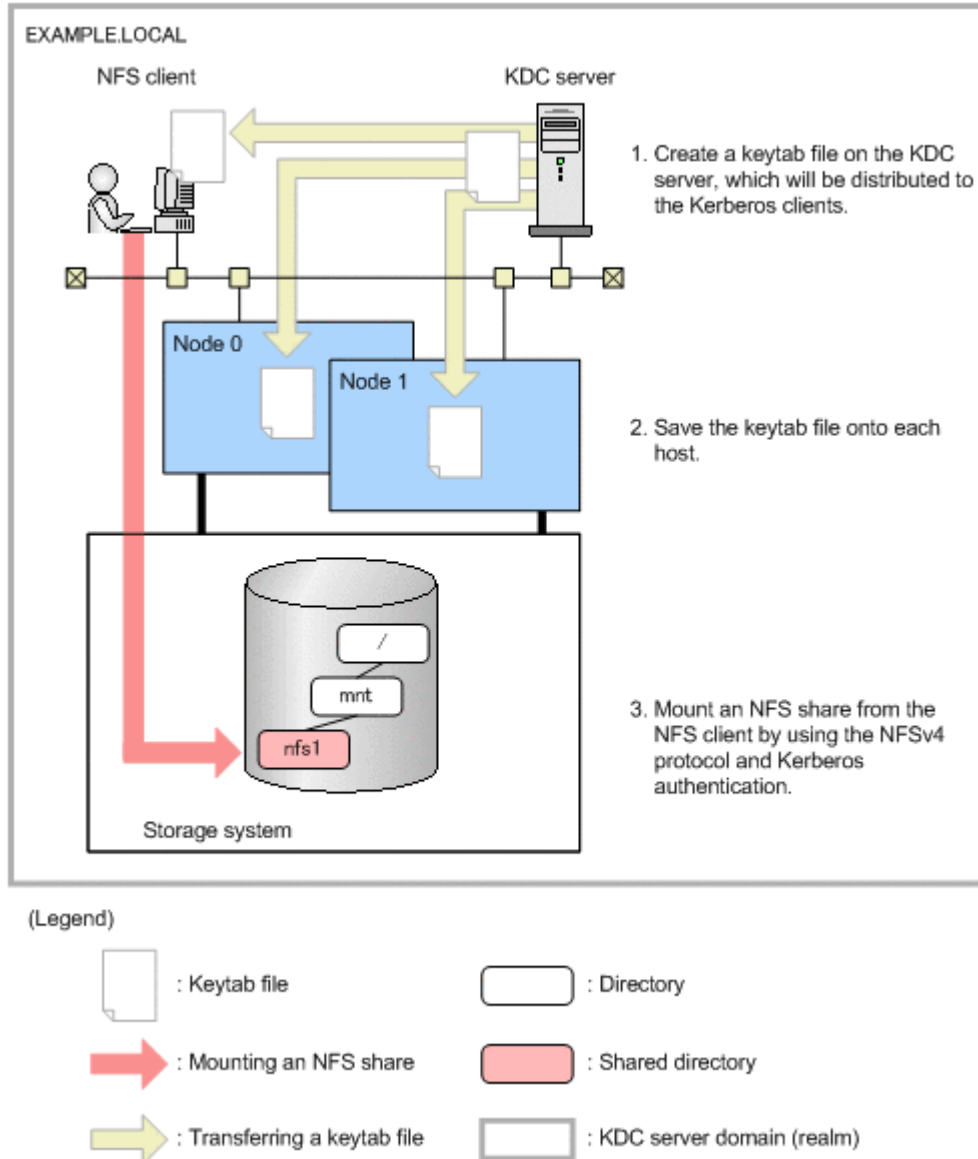 EXAMPLE.LOCAL
NFS client
KDC server
1. Create a keytab file on the KDC
server, which will be distributed to
the Kerberos clients.
Node 0
Node 1
2. Save the keytab file onto each
host.
/
mnt
nfs1
3. Mount an NFS share from the
NFS client by using the NFSv4
protocol and Kerberos
authentication.
Storage system
(Legend)
: Keytab file
: Directory
: Mounting an NFS share
: Shared directory
: Transferring a keytab file
: KDC server domain (realm)